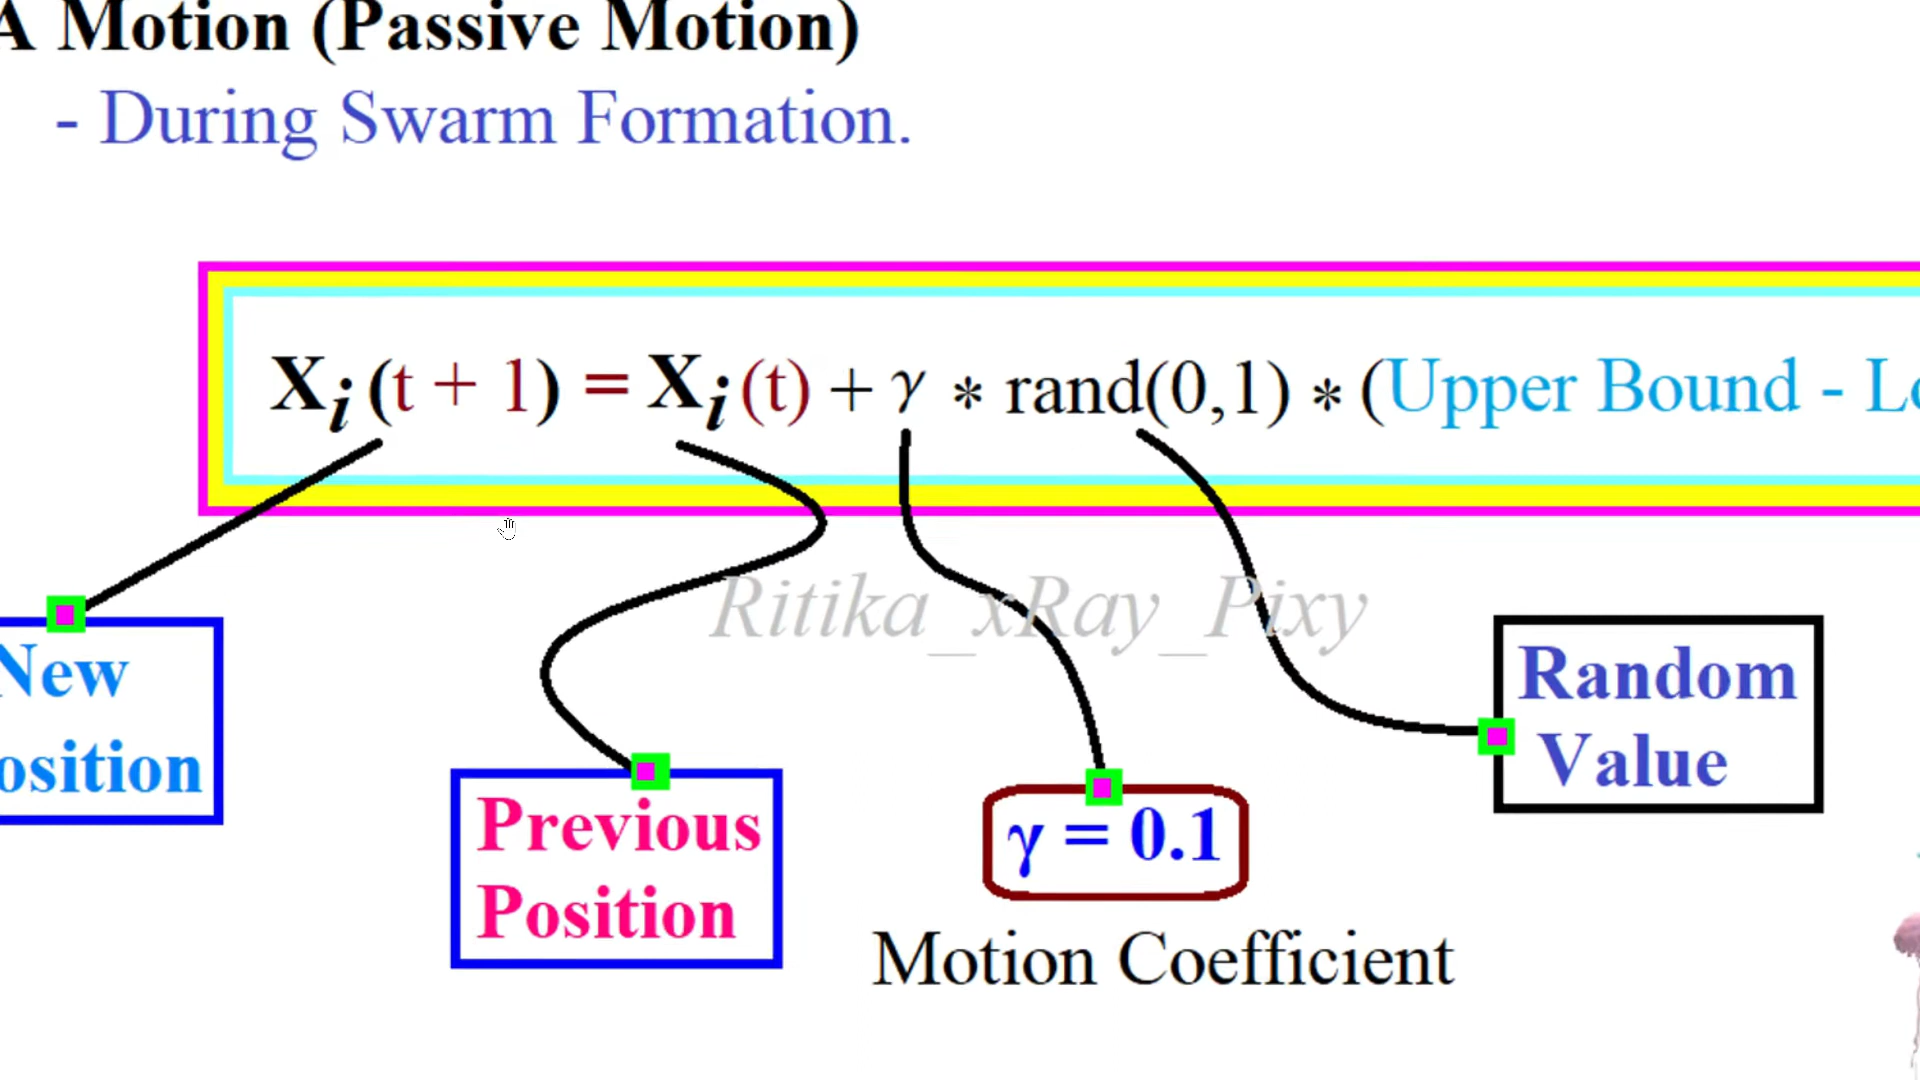 A Motion (Passive Motion)
- During Swarm Formation.
Xi (t + 1) = Xi (t) + γ * rand(0,1) * (Upper Bound - Lo
Ritika_xRay_Pixy
New
osition
Previous
Position
γ = 0.1
Motion Coefficient
Random
Value